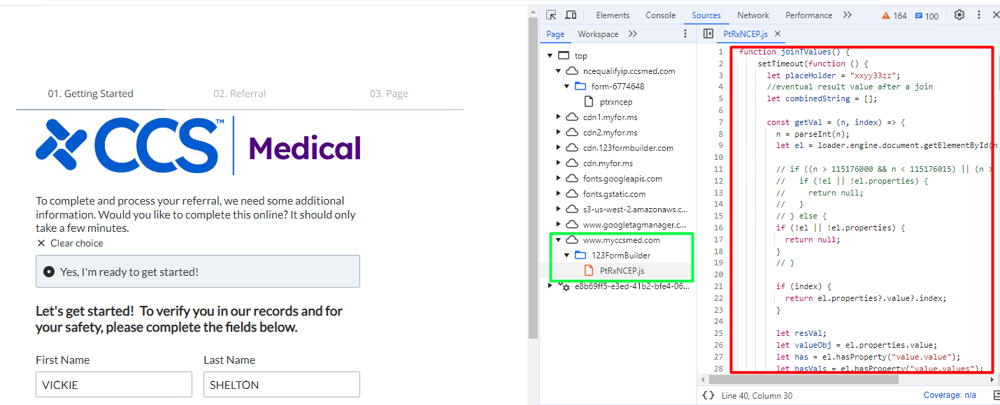 01. Getting Started
02. Referral
03. Page
CCS™ Medical
To complete and process your referral, we need some additional
information. Would you like to complete this online? It should only
take a few minutes.
Clear choice
Yes, I'm ready to get started!
Let's get started! To verify you in our records and for
your safety, please complete the fields below.
First Name
Last Name
VICKIE
SHELTON
Elements
Console
Sources
Network
Performance
164
100
Page
Workspace
top
ncequalifyip.ccsmed.com
form-6774648
ptrxncep
cdn1.myfor.ms
cdn2.myfor.ms
cdn.123formbuilder.com
cdn.myfor.ms
fonts.googleapis.com
fonts.gstatic.com
s3-us-west-2.amazonaws.c...
www.googletagmanager.c...
www.myccsmed.com
123FormBuilder
PtRxNCEP.js
e8b69ff5-e3ed-41b2-bfe4-06...
PtRxNCEP.js
1 function joinTValues() {
2 setTimeout(function () {
3 let placeHolder = "xxyy33zz";
4 //eventual result value after a join
5 let combinedString = [];
6
7 const getVal = (n, index) => {
8 n = parseInt(n);
9 let el = loader.engine.document.getElementById(n
10
11 // if ((n > 115176000 && n < 115176015) || (n >
12 // if (!el || !el.properties) {
13 // return null;
14 // }
15 // } else {
16 if (!el || !el.properties) {
17 return null;
18 }
19 // }
20
21 if (index) {
22 return el.properties?.value?.index;
23 }
24
25 let resVal;
26 let valueObj = el.properties.value;
27 let has = el.hasProperty("value.value");
28 let hasVals = el.hasProperty("value.values");
{} Line 40, Column 30
Coverage: n/a